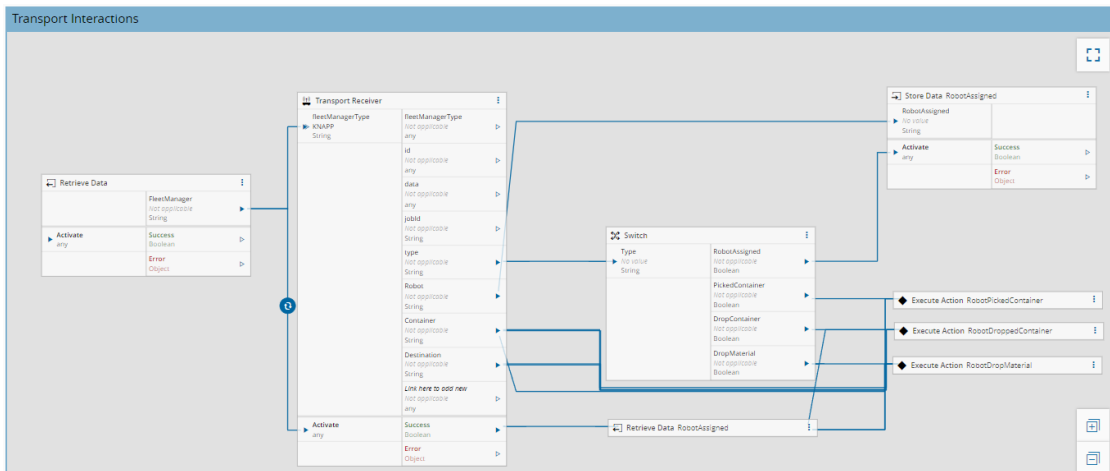 Transport Interactions
Retrieve Data
FleetManager
Not applicable
String
Activate
any
Success
Boolean
Error
Object
Transport Receiver
fleetManagerType
KNAPP
String
fleetManagerType
Not applicable
any
id
Not applicable
any
data
Not applicable
any
jobId
Not applicable
String
type
Not applicable
String
Robot
Not applicable
String
Container
Not applicable
String
Destination
Not applicable
String
Link here to add new
Not applicable
any
Activate
any
Success
Boolean
Error
Object
Switch
Type
No value
String
RobotAssigned
Not applicable
Boolean
PickedContainer
Not applicable
Boolean
DropContainer
Not applicable
Boolean
DropMaterial
Not applicable
Boolean
Retrieve Data RobotAssigned
Store Data RobotAssigned
RobotAssigned
No value
String
Activate
any
Success
Boolean
Error
Object
Execute Action RobotPickedContainer
Execute Action RobotDroppedContainer
Execute Action RobotDropMaterial